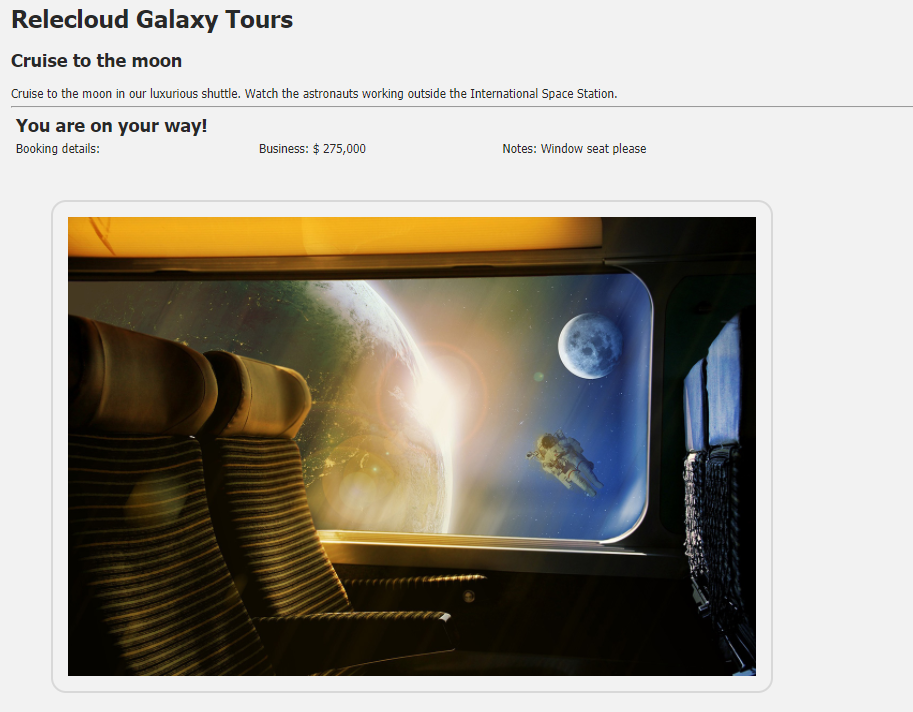 Relecloud Galaxy Tours
Cruise to the moon
Cruise to the moon in our luxurious shuttle. Watch the astronauts working outside the International Space Station.
You are on your way!
Booking details: Business: $ 275,000 Notes: Window seat please